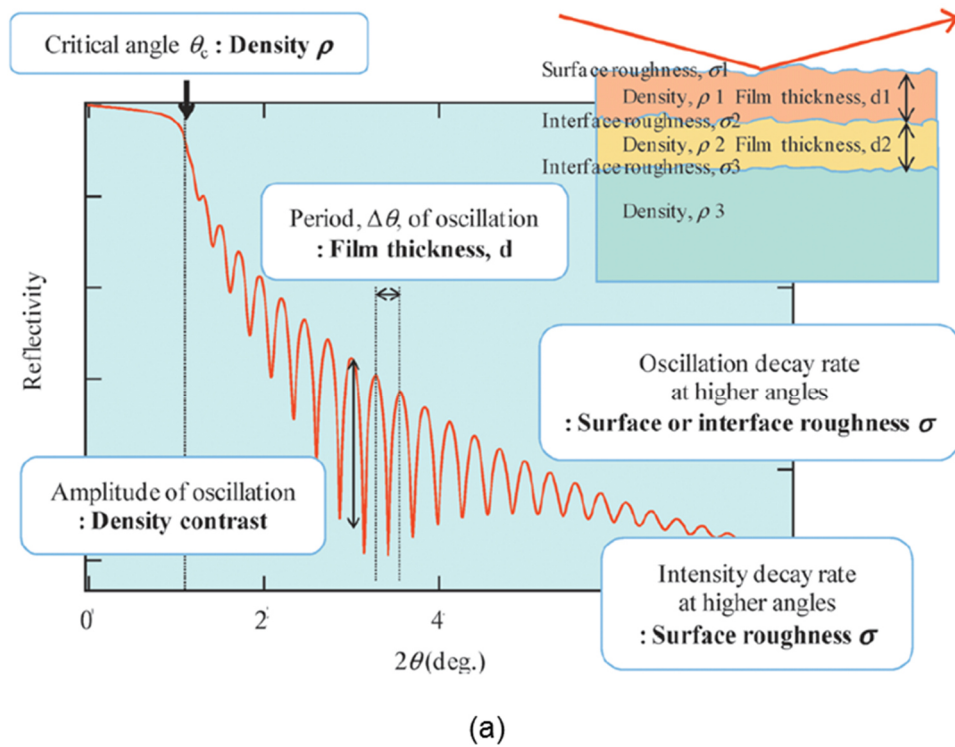 Critical angle θc : Density ρ
Surface roughness, σ1
Density, ρ 1 Film thickness, d1
Interface roughness, σ2
Density, ρ 2 Film thickness, d2
Interface roughness, σ3
Density, ρ 3
Period, Δθ, of oscillation
: Film thickness, d
Reflectivity
Oscillation decay rate
at higher angles
: Surface or interface roughness σ
Amplitude of oscillation
: Density contrast
Intensity decay rate
at higher angles
: Surface roughness σ
0° 2° 4°
2θ(deg.)
(a)